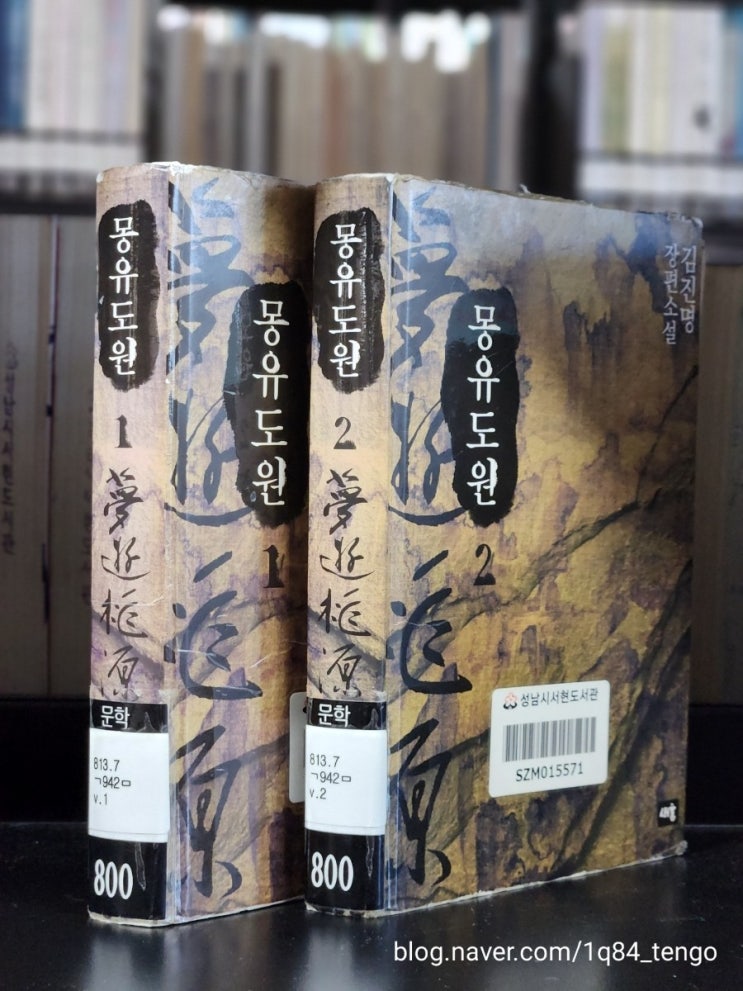 몽유도원
1
夢遊桃源
문학
813.7
ㄱ942ㅁ
v.1
800
몽유도원
1
몽유도원
2
夢遊桃源
문학
813.7
ㄱ942ㅁ
v.2
800
김진명
장편소설
몽유도원
2
성남시서현도서관
SZM015571
새움
blog.naver.com/1q84_tengo